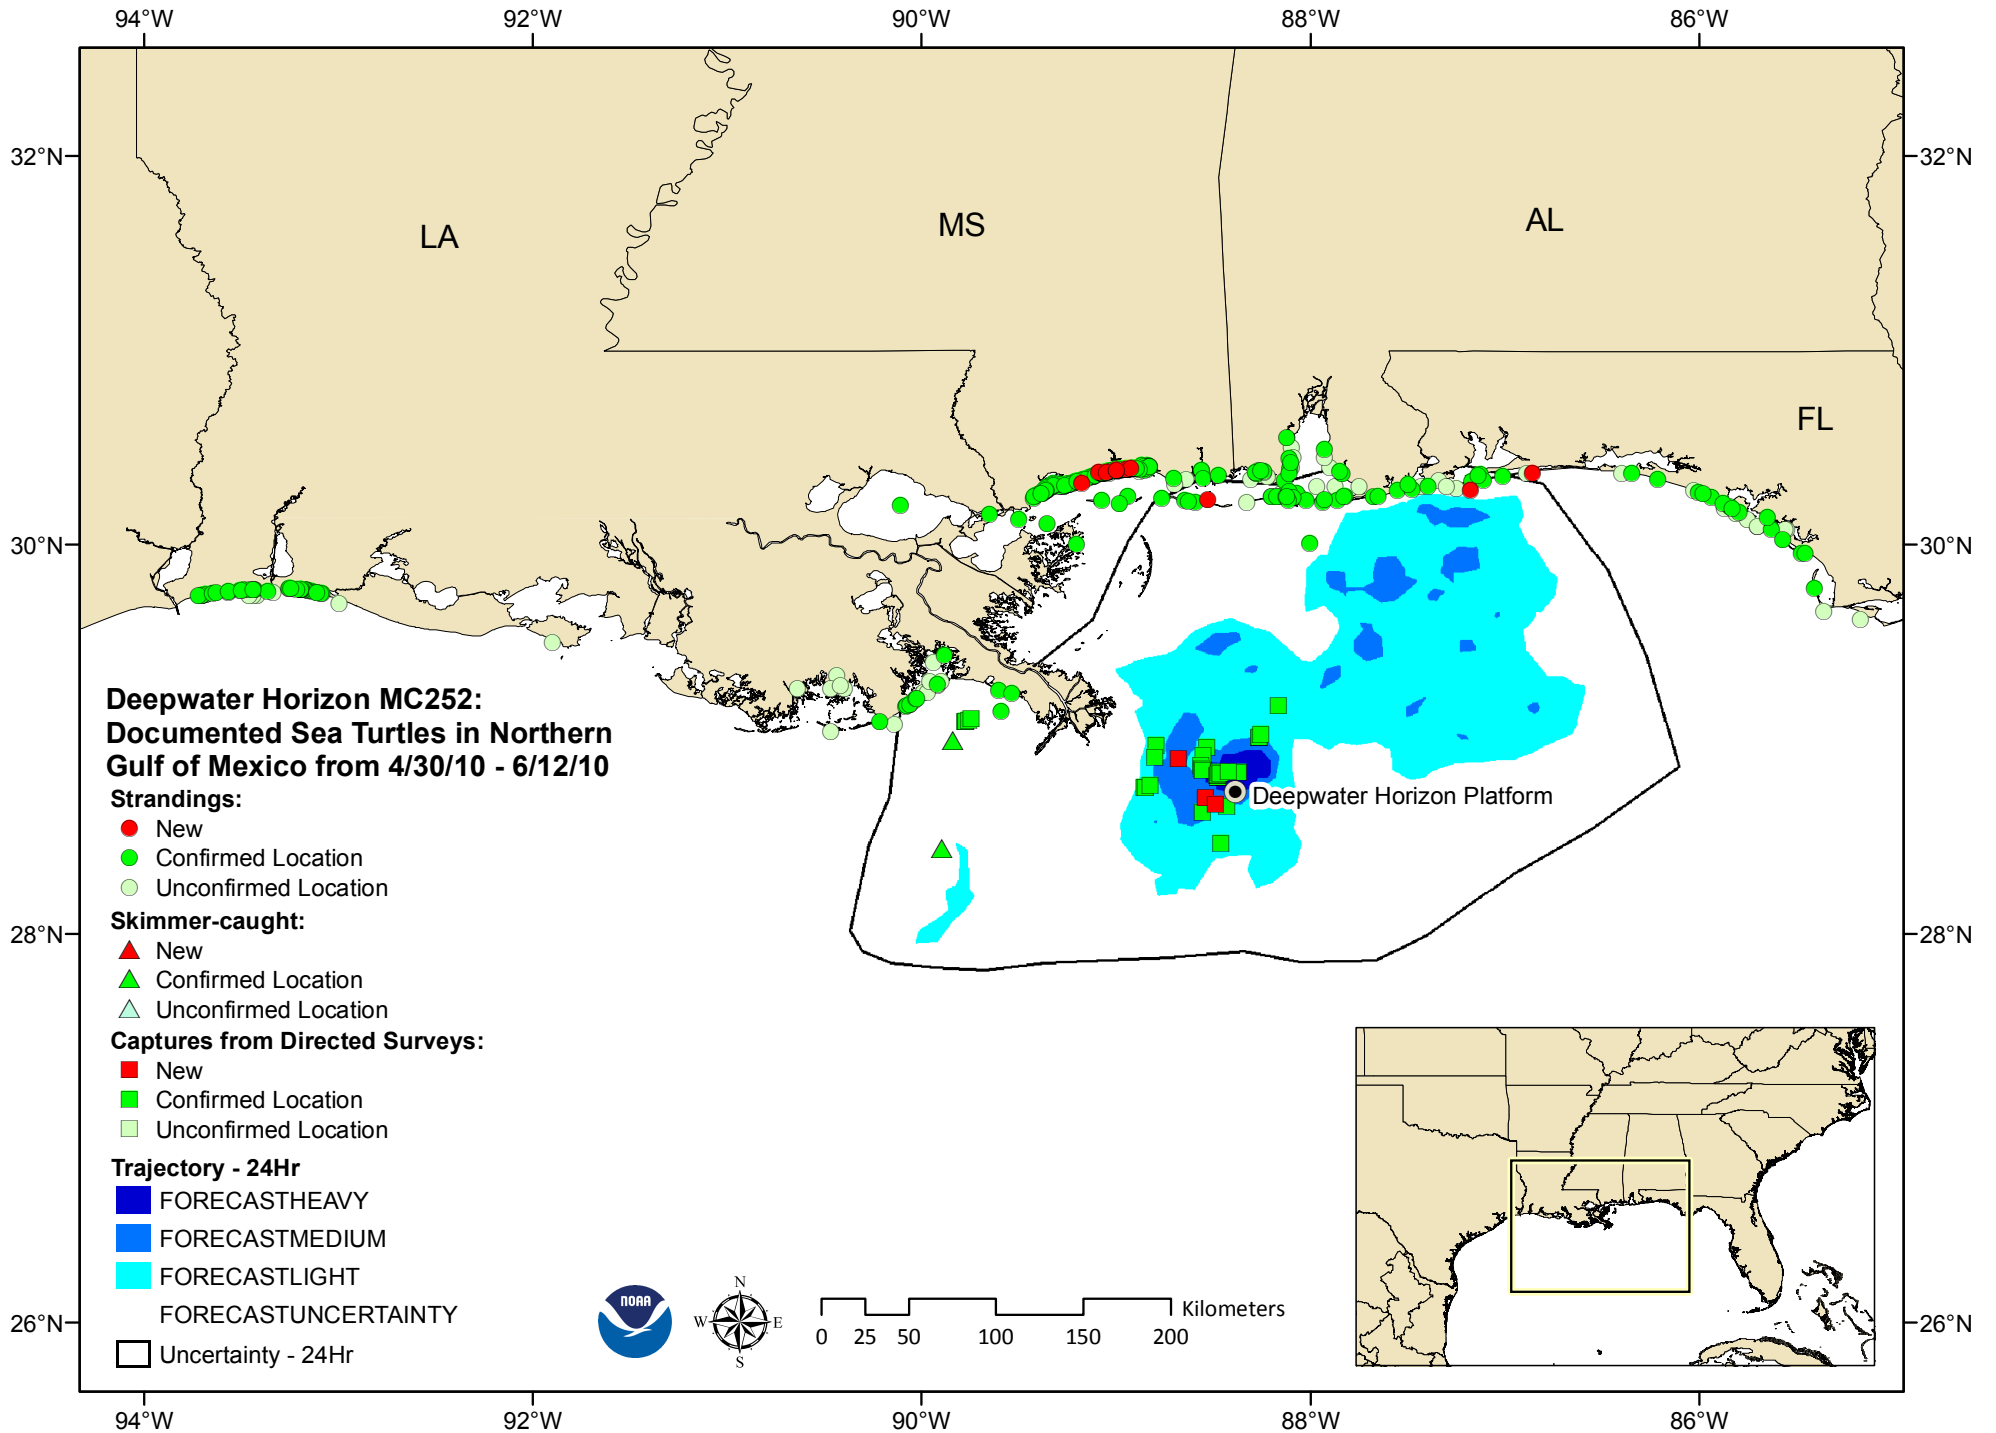 94°W 92°W 90°W 88°W 86°W
32°N 32°N
LA MS AL
FL
30°N 30°N
Deepwater Horizon MC252:
Documented Sea Turtles in Northern
Gulf of Mexico from 4/30/10 - 6/12/10
Strandings:
New
Confirmed Location
Unconfirmed Location
Skimmer-caught:
New
Confirmed Location
Unconfirmed Location
Captures from Directed Surveys:
New
Confirmed Location
Unconfirmed Location
Trajectory - 24Hr
FORECASTHEAVY
FORECASTMEDIUM
FORECASTLIGHT
FORECASTUNCERTAINTY
Uncertainty - 24Hr
Deepwater Horizon Platform
28°N 28°N
NOAA
N
W E
S
Kilometers
0 25 50 100 150 200
26°N 26°N
94°W 92°W 90°W 88°W 86°W